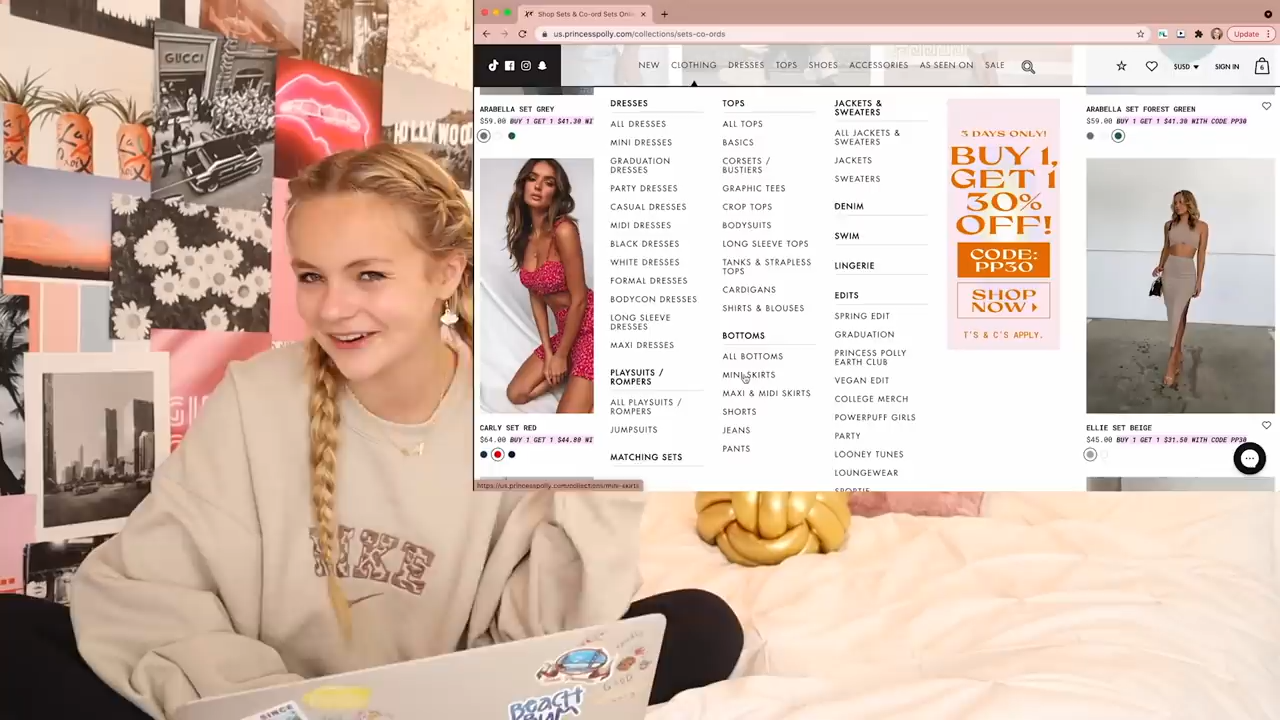 Shop Sets & Co-ord Sets Onli
us.princesspolly.com/collections/sets-co-ords
Update
NEW
CLOTHING
DRESSES
TOPS
SHOES
ACCESSORIES
AS SEEN ON
SALE
$USD
SIGN IN
0
ARABELLA SET GREY
$59.00 BUY 1 GET 1 $41.30 WI
CARLY SET RED
$64.00 BUY 1 GET 1 $44.80 WI
https://us.princesspolly.com/collections/mini-skirts
DRESSES
ALL DRESSES
MINI DRESSES
GRADUATION
DRESSES
PARTY DRESSES
CASUAL DRESSES
MIDI DRESSES
BLACK DRESSES
WHITE DRESSES
FORMAL DRESSES
BODYCON DRESSES
LONG SLEEVE
DRESSES
MAXI DRESSES
PLAYSUITS /
ROMPERS
ALL PLAYSUITS /
ROMPERS
JUMPSUITS
MATCHING SETS
TOPS
ALL TOPS
BASICS
CORSETS /
BUSTIERS
GRAPHIC TEES
CROP TOPS
BODYSUITS
LONG SLEEVE TOPS
TANKS & STRAPLESS
TOPS
CARDIGANS
SHIRTS & BLOUSES
BOTTOMS
ALL BOTTOMS
MINI SKIRTS
MAXI & MIDI SKIRTS
SHORTS
JEANS
PANTS
JACKETS &
SWEATERS
ALL JACKETS &
SWEATERS
JACKETS
SWEATERS
DENIM
SWIM
LINGERIE
EDITS
SPRING EDIT
GRADUATION
PRINCESS POLLY
EARTH CLUB
VEGAN EDIT
COLLEGE MERCH
POWERPUFF GIRLS
PARTY
LOONEY TUNES
LOUNGEWEAR
SPORTIF
3 DAYS ONLY!
BUY 1,
GET 1
30%
OFF!
CODE:
PP30
SHOP
NOW
T'S & C'S APPLY.
ARABELLA SET FOREST GREEN
$59.00 BUY 1 GET 1 $41.30 WITH CODE PP30
ELLIE SET BEIGE
$45.00 BUY 1 GET 1 $31.50 WITH CODE PP30
GUCCI
HOLLYWOO
NIKE
SINCE
BEACH
BUM
GOOD